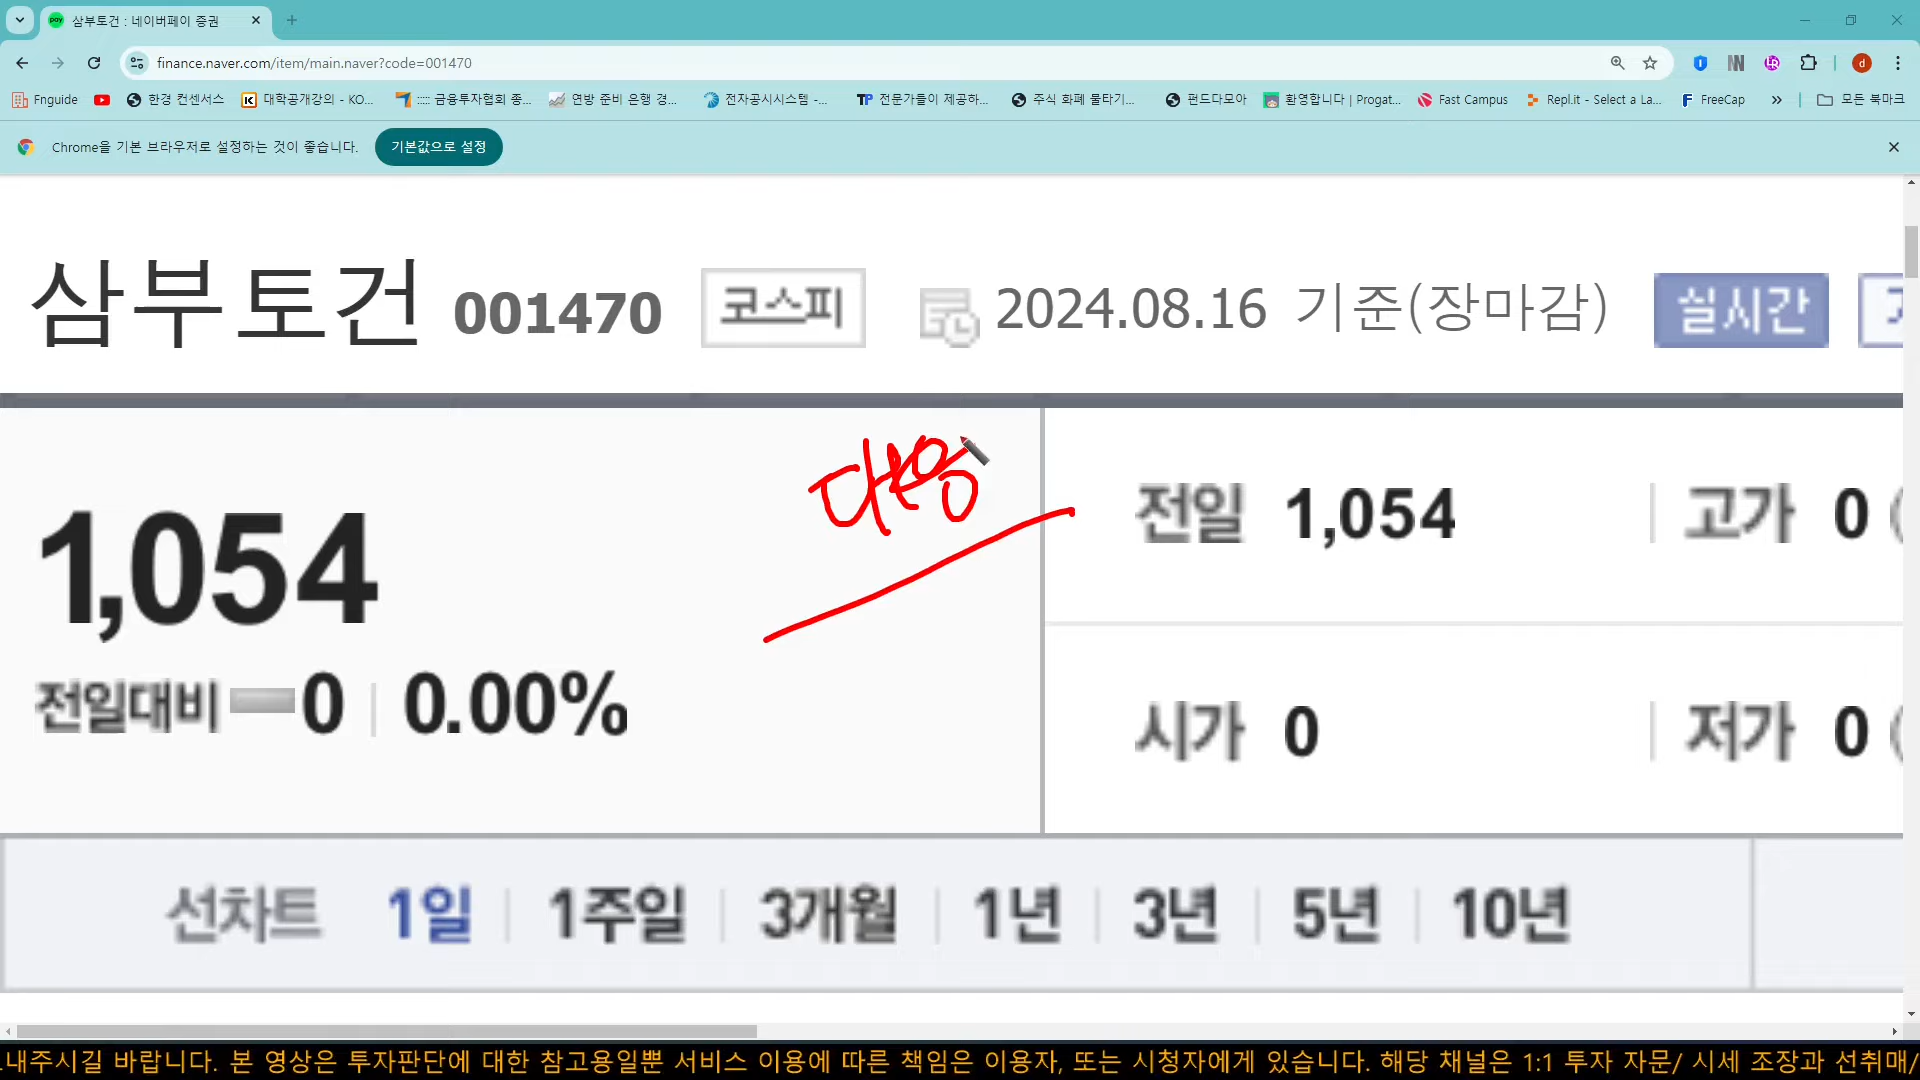 삼부토건 : 네이버페이 증권
finance.naver.com/item/main.naver?code=001470
Fnguide 한경 컨센서스 대학공개강의 - KO... ::::: 금융투자협회 종... 연방 준비 은행 경... 전자공시시스템 -... 전문가들이 제공하... 주식 화폐 물타기... 펀드다모아 환영합니다 | Progat... Fast Campus Repl.it - Select a La... FreeCap » 모든 북마크
Chrome을 기본 브라우저로 설정하는 것이 좋습니다. 기본값으로 설정
삼부토건 001470 코스피 2024.08.16 기준(장마감) 실시간
1,054
전일대비 0 0.00%
전일 1,054 고가 0
시가 0 저가 0
선차트 1일 1주일 3개월 1년 3년 5년 10년
내주시길 바랍니다. 본 영상은 투자판단에 대한 참고용일뿐 서비스 이용에 따른 책임은 이용자, 또는 시청자에게 있습니다. 해당 채널은 1:1 투자 자문/ 시세 조장과 선취매/